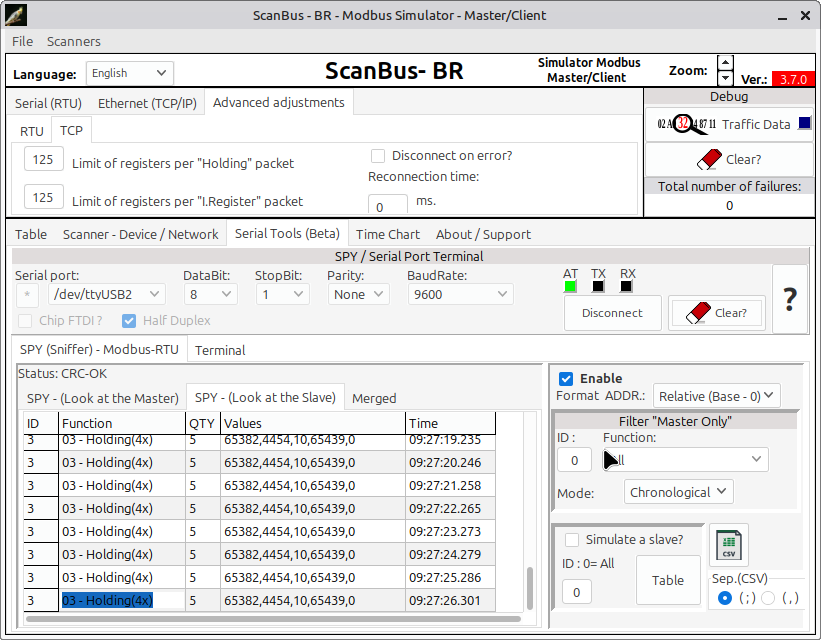 ScanBus - BR - Modbus Simulator - Master/Client
File Scanners
Language: English
ScanBus- BR
Simulator Modbus
Master/Client
Zoom:
Ver.: 3.7.0
Serial (RTU) Ethernet (TCP/IP) Advanced adjustments
RTU TCP
125 Limit of registers per "Holding" packet
125 Limit of registers per "I.Register" packet
Disconnect on error?
Reconnection time:
0 ms.
Debug
02 A 32 4 87 11 Traffic Data
Clear?
Total number of failures:
0
Table Scanner - Device / Network Serial Tools (Beta) Time Chart About / Support
SPY / Serial Port Terminal
Serial port: DataBit: StopBit: Parity: BaudRate: AT TX RX
* /dev/ttyUSB2 8 1 None 9600
Disconnect Clear? ?
Chip FTDI ? Half Duplex
SPY (Sniffer) - Modbus-RTU Terminal
Status: CRC-OK
SPY - (Look at the Master) SPY - (Look at the Slave) Merged
ID Function QTY Values Time
3 03 - Holding(4x) 5 65382,4454,10,65439,0 09:27:19.235
3 03 - Holding(4x) 5 65382,4454,10,65439,0 09:27:20.246
3 03 - Holding(4x) 5 65382,4454,10,65439,0 09:27:21.258
3 03 - Holding(4x) 5 65382,4454,10,65439,0 09:27:22.265
3 03 - Holding(4x) 5 65382,4454,10,65439,0 09:27:23.273
3 03 - Holding(4x) 5 65382,4454,10,65439,0 09:27:24.279
3 03 - Holding(4x) 5 65382,4454,10,65439,0 09:27:25.286
3 03 - Holding(4x) 5 65382,4454,10,65439,0 09:27:26.301
Enable
Format ADDR.: Relative (Base - 0)
Filter "Master Only"
ID : Function:
0
Mode: Chronological
Simulate a slave?
ID : 0= All
0 Table
CSV
Sep.(CSV)
( ; ) ( , )